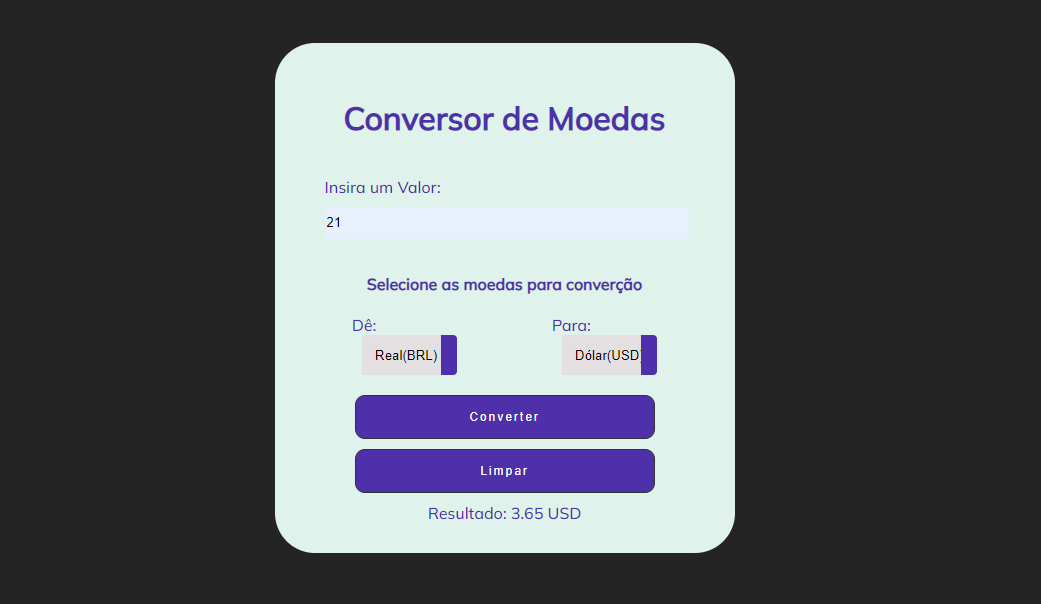 Conversor de Moedas
Insira um Valor:
21
Selecione as moedas para converção
Dê: Para:
Real(BRL) Dólar(USD)
Converter
Limpar
Resultado: 3.65 USD